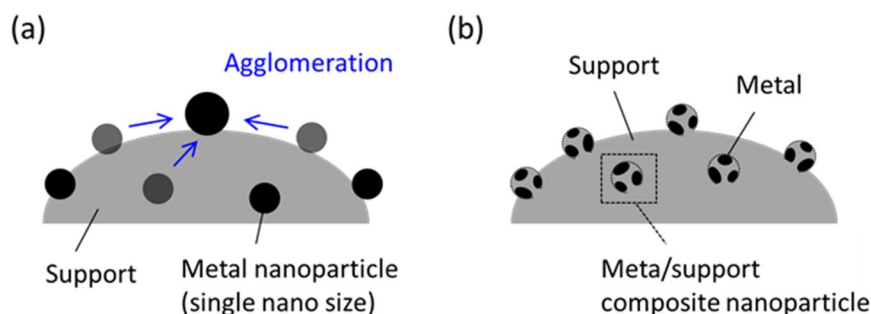 (a)
Agglomeration
Support
Metal nanoparticle
(single nano size)
(b)
Support
Metal
Meta/support
composite nanoparticle